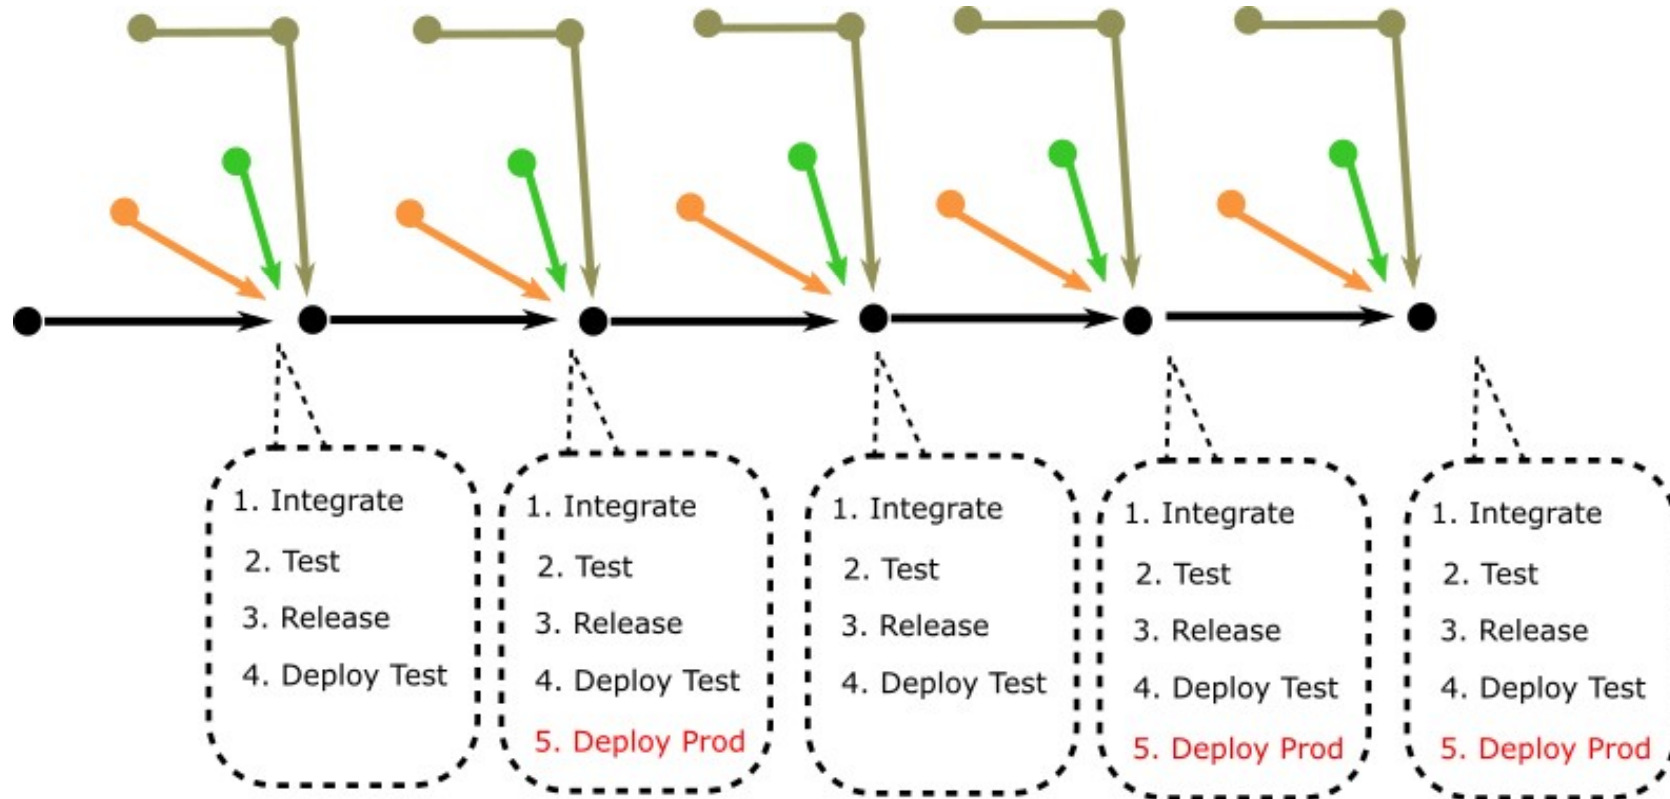 1. Integrate
2. Test
3. Release
4. Deploy Test
1. Integrate
2. Test
3. Release
4. Deploy Test
5. Deploy Prod
1. Integrate
2. Test
3. Release
4. Deploy Test
1. Integrate
2. Test
3. Release
4. Deploy Test
5. Deploy Prod
1. Integrate
2. Test
3. Release
4. Deploy Test
5. Deploy Prod